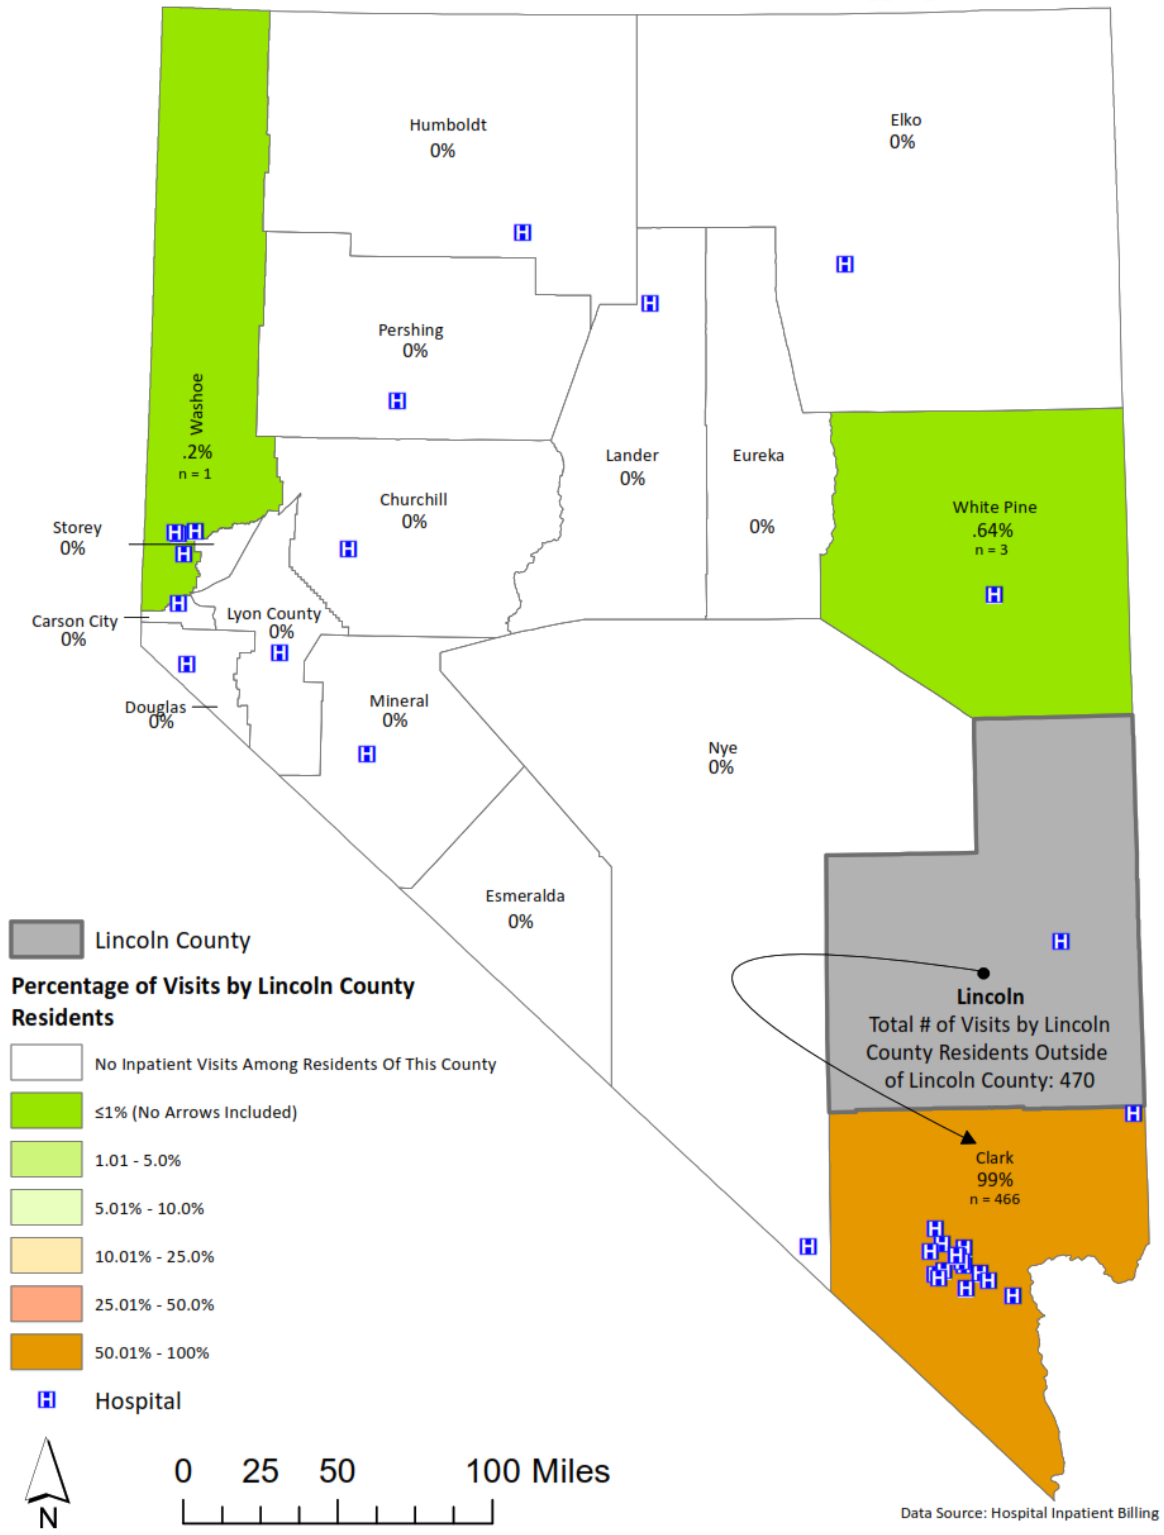 Humboldt
0%
Elko
0%
Pershing
0%
Washoe
.2%
n = 1
Lander
0%
Eureka
0%
Churchill
0%
White Pine
.64%
n = 3
Storey
0%
Carson City
0%
Lyon County
0%
Douglas
0%
Mineral
0%
Nye
0%
Esmeralda
0%
Lincoln
Total # of Visits by Lincoln
County Residents Outside
of Lincoln County: 470
Clark
99%
n = 466
Lincoln County
Percentage of Visits by Lincoln County
Residents
No Inpatient Visits Among Residents Of This County
≤1% (No Arrows Included)
1.01 - 5.0%
5.01% - 10.0%
10.01% - 25.0%
25.01% - 50.0%
50.01% - 100%
H Hospital
N
0 25 50 100 Miles
Data Source: Hospital Inpatient Billing